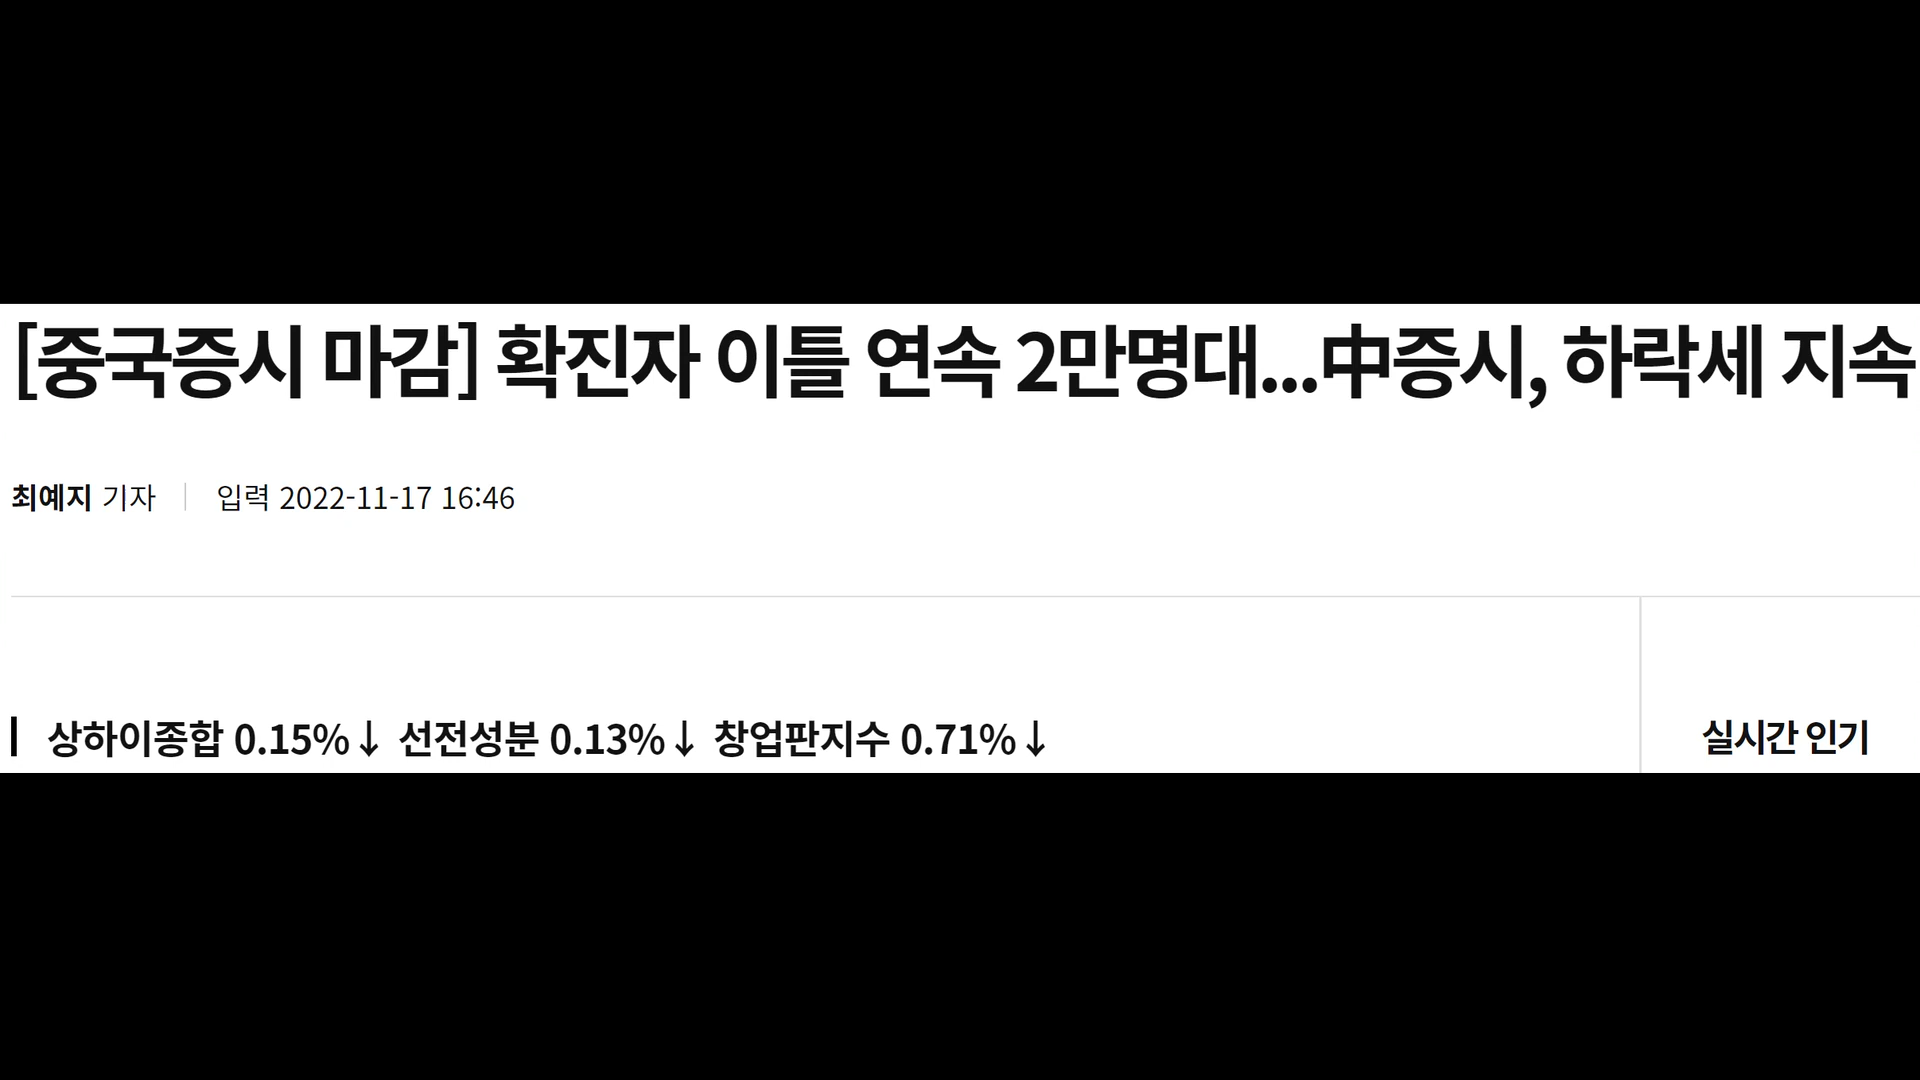 [중국증시 마감] 확진자 이틀 연속 2만명대...中증시, 하락세 지속
최예지 기자 | 입력 2022-11-17 16:46
상하이종합 0.15%↓ 선전성분 0.13%↓ 창업판지수 0.71%↓
실시간 인기